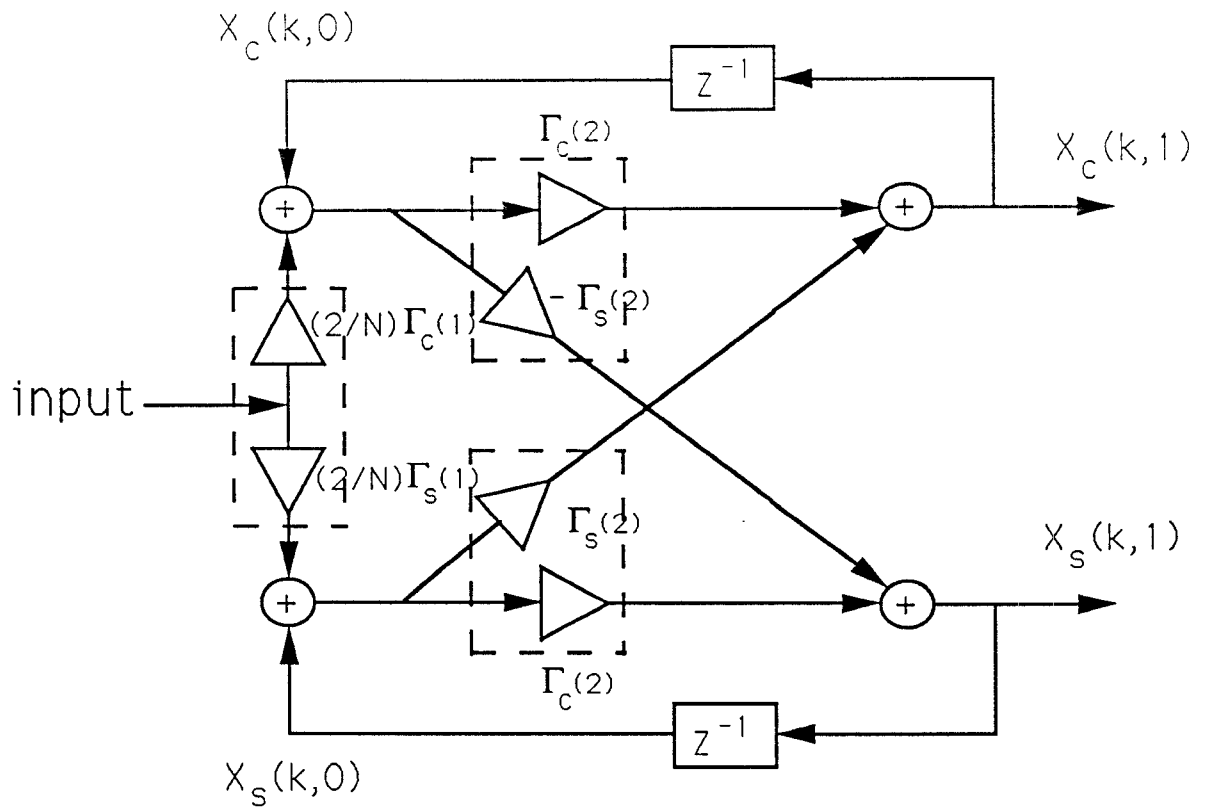 X_c(k,0)
Z^-1
Γ_c(2)
X_c(k,1)
+
+
- Γ_s(2)
(2/N)Γ_c(1)
input
(2/N)Γ_s(1)
Γ_s(2)
X_s(k,1)
+
+
Γ_c(2)
Z^-1
X_s(k,0)